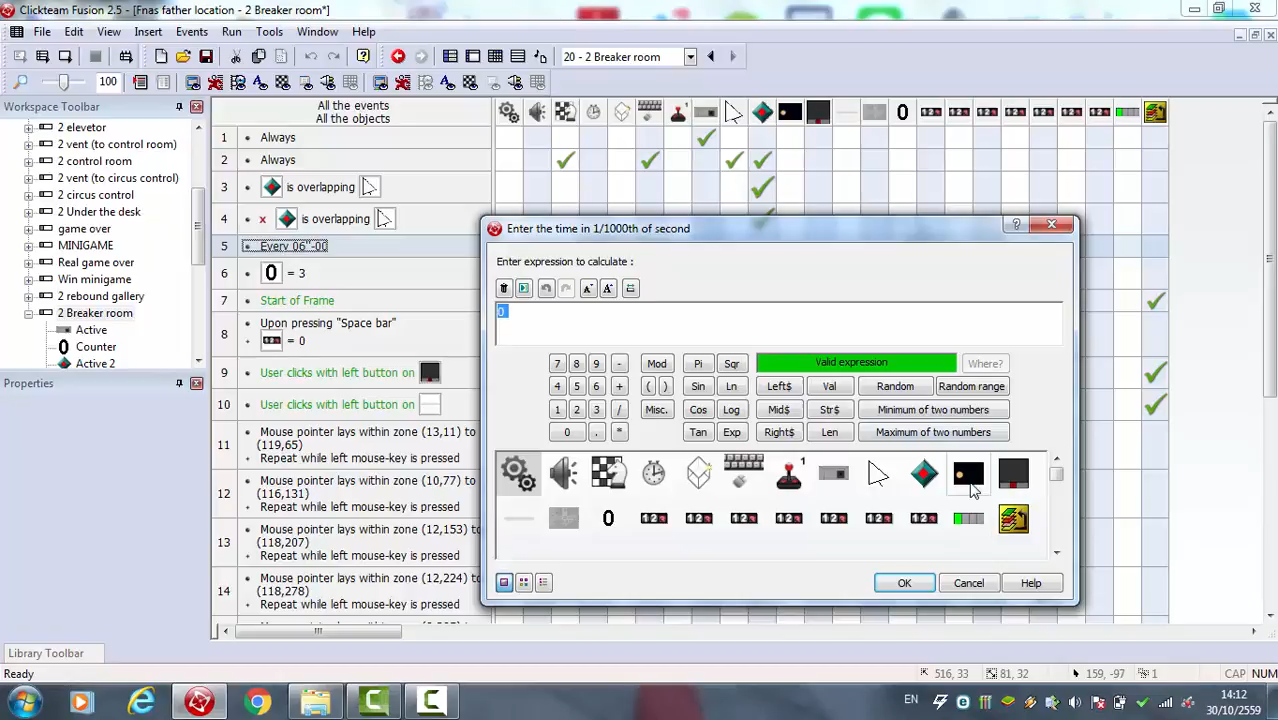 Clickteam Fusion 2.5 - [Fnas father location - 2 Breaker room*]
File Edit View Insert Events Run Tools Window Help
20 - 2 Breaker room
100
Workspace Toolbar
2 elevetor
2 vent (to control room)
2 control room
2 vent (to circus control)
2 circus control
2 Under the desk
game over
MINIGAME
Real game over
Win minigame
2 rebound gallery
2 Breaker room
Active
Counter
Active 2
Properties
Library Toolbar
All the events
All the objects
1 Always
2 Always
3 is overlapping
4 x is overlapping
5 Every 06"-00
6 0 = 3
7 Start of Frame
8 Upon pressing "Space bar"
= 0
9 User clicks with left button on
10 User clicks with left button on
11 Mouse pointer lays within zone (13,11) to
(119,65)
Repeat while left mouse-key is pressed
12 Mouse pointer lays within zone (10,77) to
(116,131)
Repeat while left mouse-key is pressed
13 Mouse pointer lays within zone (12,153) to
(118,207)
Repeat while left mouse-key is pressed
14 Mouse pointer lays within zone (12,224) to
(118,278)
Repeat while left mouse-key is pressed
Enter the time in 1/1000th of second
Enter expression to calculate :
0
7 8 9 - Mod Pi Sqr Valid expression Where?
4 5 6 + ( ) Sin Ln Left$ Val Random Random range
1 2 3 / Misc. Cos Log Mid$ Str$ Minimum of two numbers
0 . * Tan Exp Right$ Len Maximum of two numbers
OK Cancel Help
Ready
516, 33 81, 32 159, -97 1 CAP NUM
EN
14:12
30/10/2559